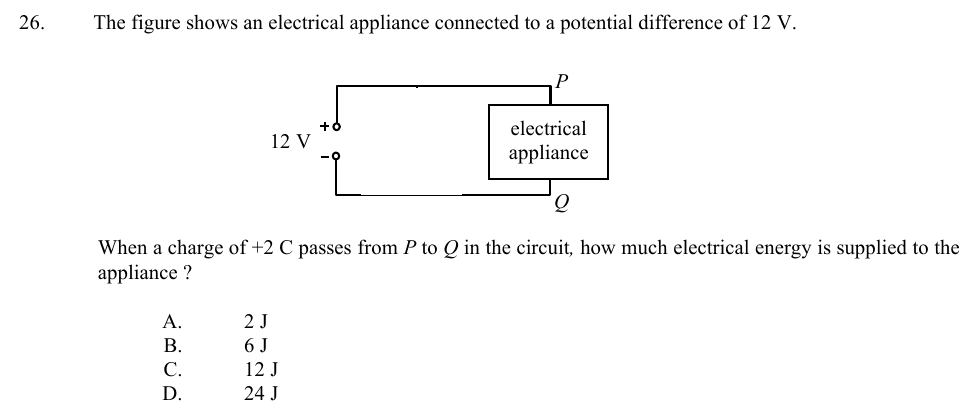 26. The figure shows an electrical appliance connected to a potential difference of 12 V.
P
+
electrical
12 V
appliance
–
Q
When a charge of +2 C passes from P to Q in the circuit, how much electrical energy is supplied to the
appliance ?
A. 2 J
B. 6 J
C. 12 J
D. 24 J